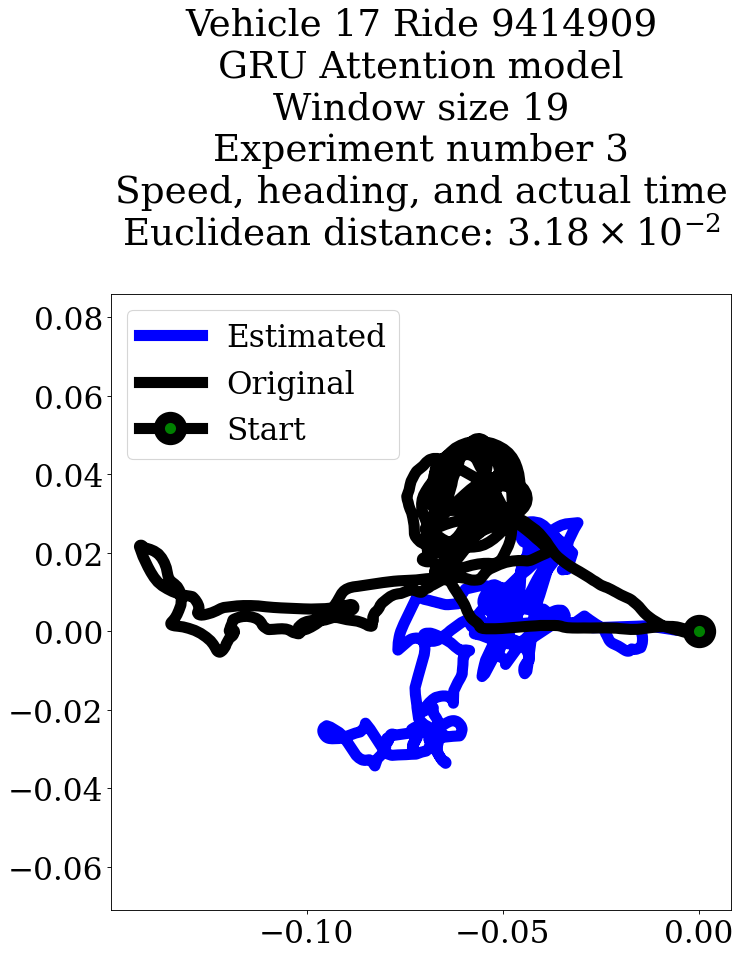 Vehicle 17 Ride 9414909
GRU Attention model
Window size 19
Experiment number 3
Speed, heading, and actual time
Euclidean distance: 3.18 × 10⁻²
Estimated
Original
Start
0.08
0.06
0.04
0.02
0.00
−0.02
−0.04
−0.06
−0.10
−0.05
0.00